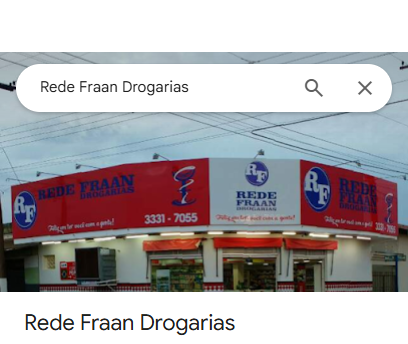 Rede Fraan Drogarias
RF
REDE FRAAN
DROGARIAS
3331 - 7055
RF
REDE
FRAAN
DROGARIAS
RF
REDE
FRAAN
DROGARIAS
Rede Fraan Drogarias